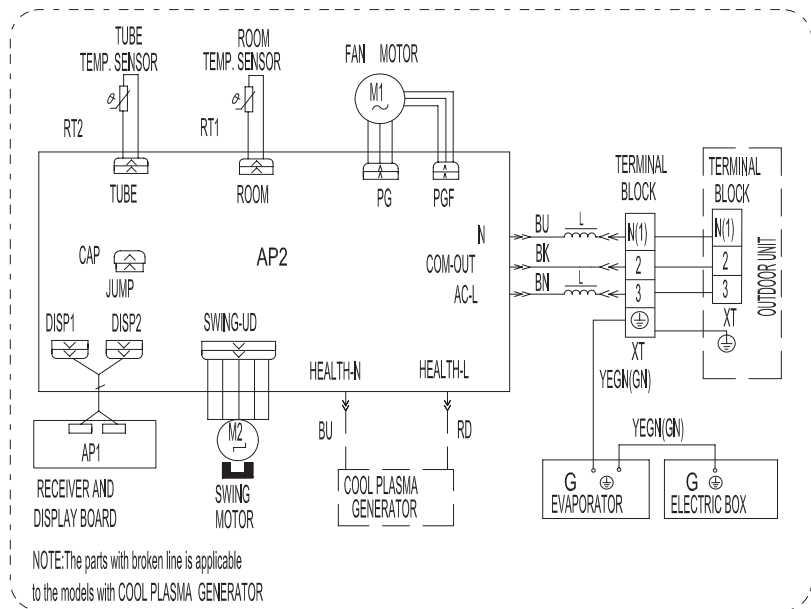 TUBE
TEMP. SENSOR
ROOM
TEMP. SENSOR
FAN MOTOR
M1
RT2
RT1
TUBE
ROOM
PG
PGF
TERMINAL
BLOCK
TERMINAL
BLOCK
N
BU
L
N(1)
N(1)
COM-OUT
BK
2
2
AC-L
BN
L
3
3
OUTDOOR UNIT
XT
XT
CAP
JUMP
AP2
DISP1
DISP2
SWING-UD
HEALTH-N
HEALTH-L
YEGN(GN)
BU
RD
M2
AP1
YEGN(GN)
RECEIVER AND
DISPLAY BOARD
SWING
MOTOR
COOL PLASMA
GENERATOR
G
EVAPORATOR
G
ELECTRIC BOX
NOTE:The parts with broken line is applicable
to the models with COOL PLASMA GENERATOR